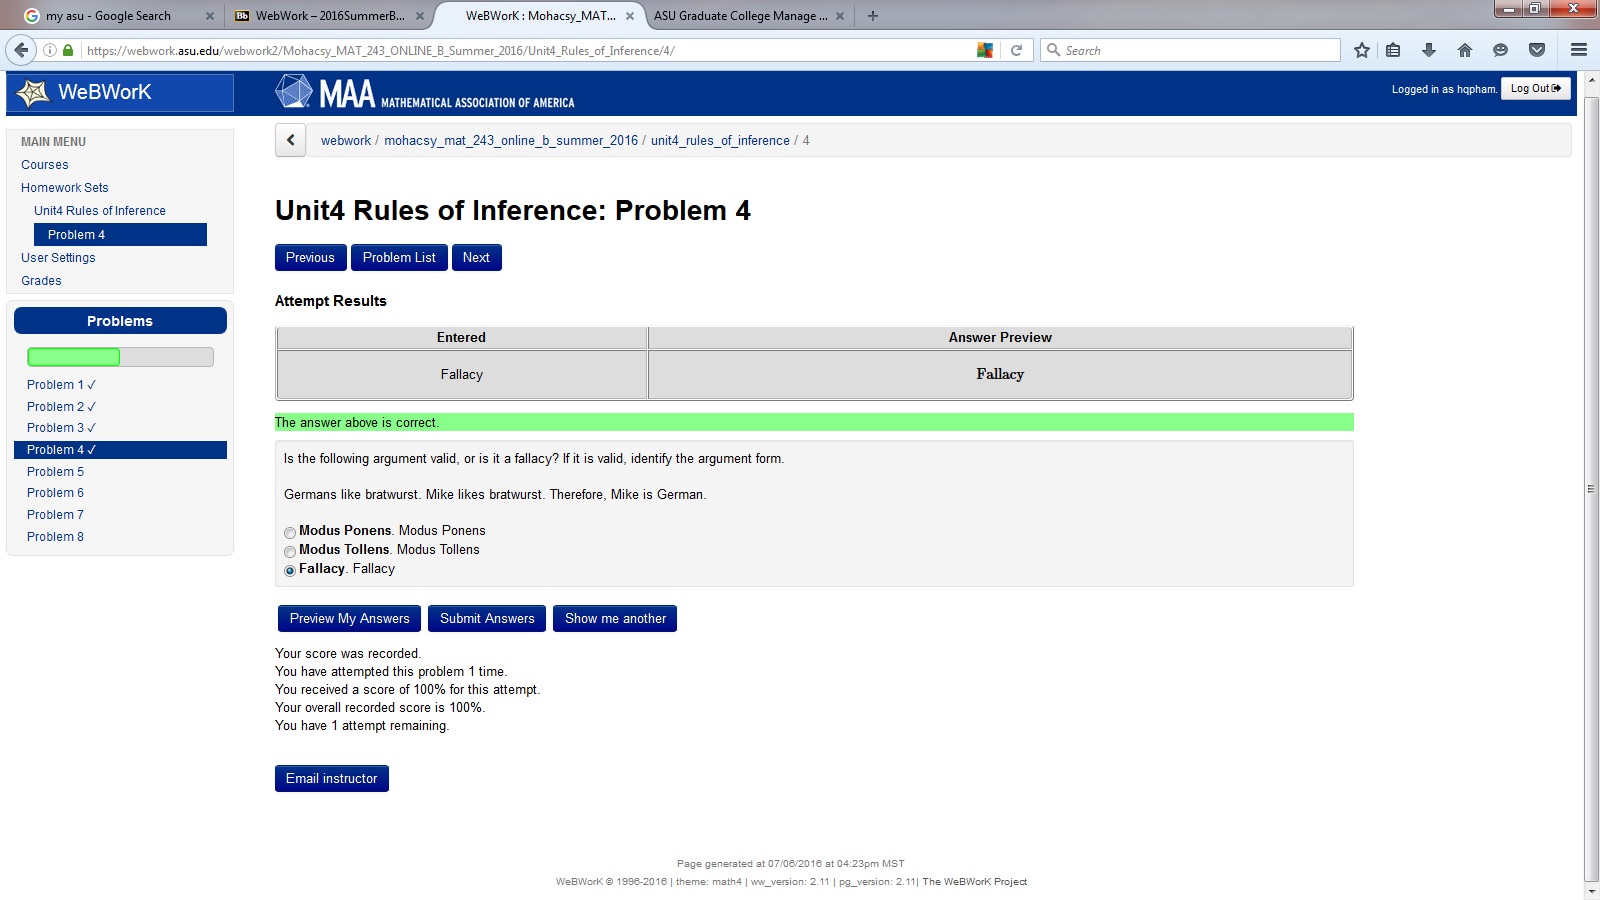 my asu - Google Search
WebWork – 2016SummerB...
WeBWorK : Mohacsy_MAT...
ASU Graduate College Manage ...
https://webwork.asu.edu/webwork2/Mohacsy_MAT_243_ONLINE_B_Summer_2016/Unit4_Rules_of_Inference/4/
Search
WeBWorK
MAA MATHEMATICAL ASSOCIATION OF AMERICA
Logged in as hqpham.
Log Out
MAIN MENU
Courses
Homework Sets
Unit4 Rules of Inference
Problem 4
User Settings
Grades
Problems
Problem 1 ✓
Problem 2 ✓
Problem 3 ✓
Problem 4 ✓
Problem 5
Problem 6
Problem 7
Problem 8
webwork / mohacsy_mat_243_online_b_summer_2016 / unit4_rules_of_inference / 4
Unit4 Rules of Inference: Problem 4
Previous
Problem List
Next
Attempt Results
Entered Answer Preview
Fallacy Fallacy
The answer above is correct.
Is the following argument valid, or is it a fallacy? If it is valid, identify the argument form.
Germans like bratwurst. Mike likes bratwurst. Therefore, Mike is German.
Modus Ponens. Modus Ponens
Modus Tollens. Modus Tollens
Fallacy. Fallacy
Preview My Answers
Submit Answers
Show me another
Your score was recorded.
You have attempted this problem 1 time.
You received a score of 100% for this attempt.
Your overall recorded score is 100%.
You have 1 attempt remaining.
Email instructor
Page generated at 07/06/2016 at 04:23pm MST
WeBWorK © 1996-2016 | theme: math4 | ww_version: 2.11 | pg_version: 2.11| The WeBWorK Project